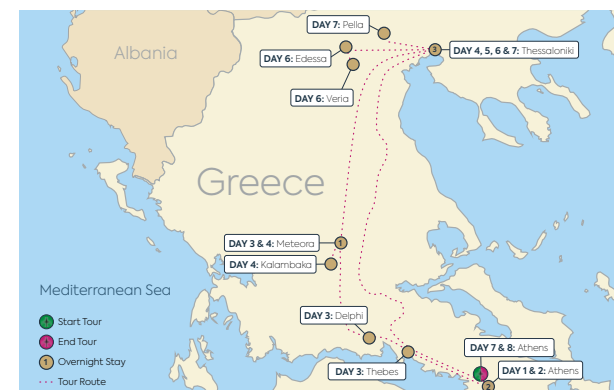 DAY 7: Pella
Albania
DAY 6: Edessa
3
DAY 4, 5, 6 & 7: Thessaloniki
DAY 6: Veria
Greece
DAY 3 & 4: Meteora
1
DAY 4: Kalambaka
Mediterranean Sea
DAY 3: Delphi
Start Tour
End Tour
DAY 7 & 8: Athens
1 Overnight Stay
DAY 3: Thebes
DAY 1 & 2: Athens
Tour Route
2